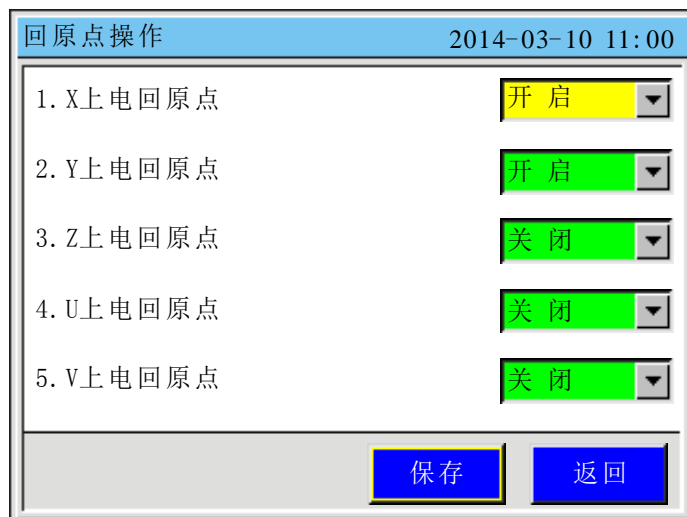 回原点操作 2014-03-10 11:00
1.X上电回原点 开 启
2.Y上电回原点 开 启
3.Z上电回原点 关 闭
4.U上电回原点 关 闭
5.V上电回原点 关 闭
保存 返回